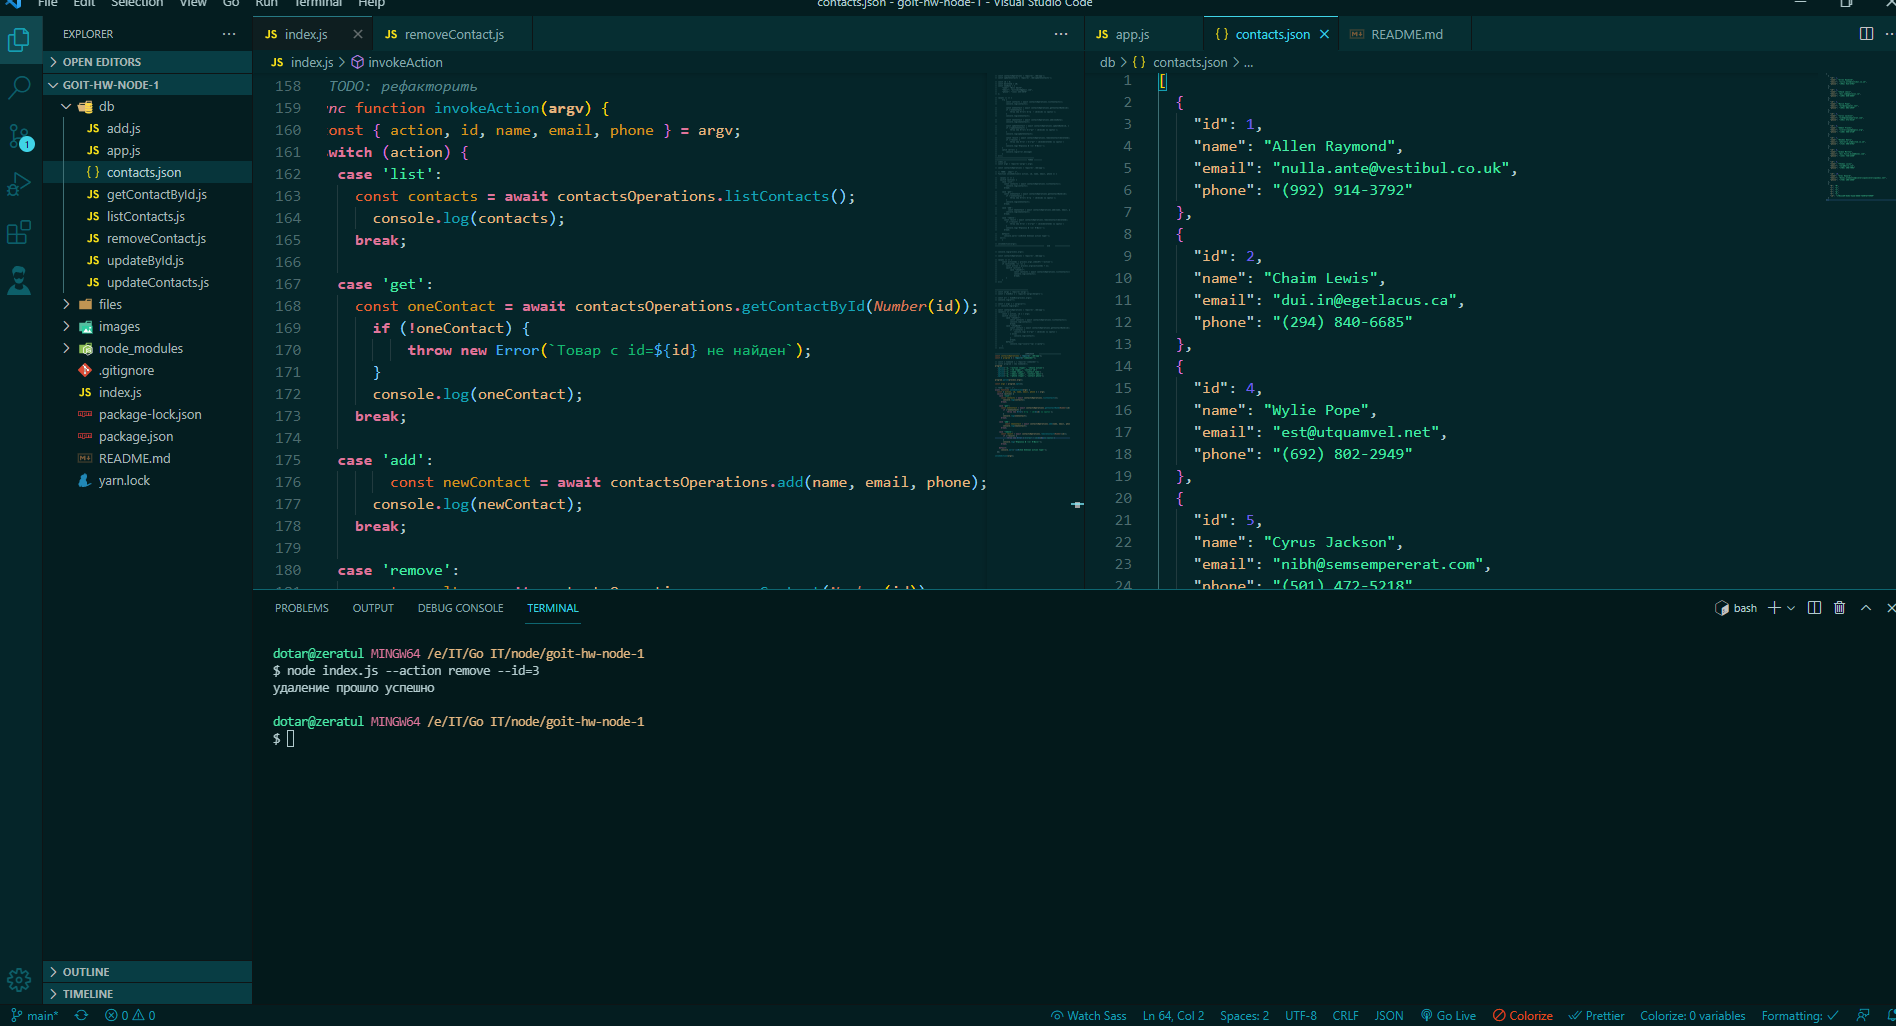 File Edit Selection View Go Run Terminal Help
contacts.json - goit-hw-node-1 - Visual Studio Code
EXPLORER
OPEN EDITORS
GOIT-HW-NODE-1
db
add.js
app.js
contacts.json
getContactById.js
listContacts.js
removeContact.js
updateById.js
updateContacts.js
files
images
node_modules
.gitignore
index.js
package-lock.json
package.json
README.md
yarn.lock
OUTLINE
TIMELINE
JS index.js JS removeContact.js
JS index.js > invokeAction
158 TODO: рефакторить
159 nc function invokeAction(argv) {
160 onst { action, id, name, email, phone } = argv;
161 witch (action) {
162 case 'list':
163 const contacts = await contactsOperations.listContacts();
164 console.log(contacts);
165 break;
166
167 case 'get':
168 const oneContact = await contactsOperations.getContactById(Number(id));
169 if (!oneContact) {
170 throw new Error(`Товар с id=${id} не найден`);
171 }
172 console.log(oneContact);
173 break;
174
175 case 'add':
176 const newContact = await contactsOperations.add(name, email, phone);
177 console.log(newContact);
178 break;
179
180 case 'remove':
JS app.js {} contacts.json README.md
db > {} contacts.json > ...
1 [
2 {
3 "id": 1,
4 "name": "Allen Raymond",
5 "email": "nulla.ante@vestibul.co.uk",
6 "phone": "(992) 914-3792"
7 },
8 {
9 "id": 2,
10 "name": "Chaim Lewis",
11 "email": "dui.in@egetlacus.ca",
12 "phone": "(294) 840-6685"
13 },
14 {
15 "id": 4,
16 "name": "Wylie Pope",
17 "email": "est@utquamvel.net",
18 "phone": "(692) 802-2949"
19 },
20 {
21 "id": 5,
22 "name": "Cyrus Jackson",
23 "email": "nibh@semsempererat.com",
24 "phone": "(501) 472-5218"
PROBLEMS OUTPUT DEBUG CONSOLE TERMINAL
bash
dotar@zeratul MINGW64 /e/IT/Go IT/node/goit-hw-node-1
$ node index.js --action remove --id=3
удаление прошло успешно
dotar@zeratul MINGW64 /e/IT/Go IT/node/goit-hw-node-1
$
main* 0 0
Watch Sass Ln 64, Col 2 Spaces: 2 UTF-8 CRLF JSON Go Live Colorize Prettier Colorize: 0 variables Formatting: ✓